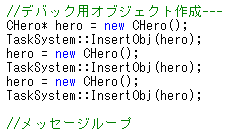 //デバック用オブジェクト作成---
CHero* hero = new CHero();
TaskSystem::InsertObj(hero);
hero = new CHero();
TaskSystem::InsertObj(hero);
hero = new CHero();
TaskSystem::InsertObj(hero);
//メッセージループ